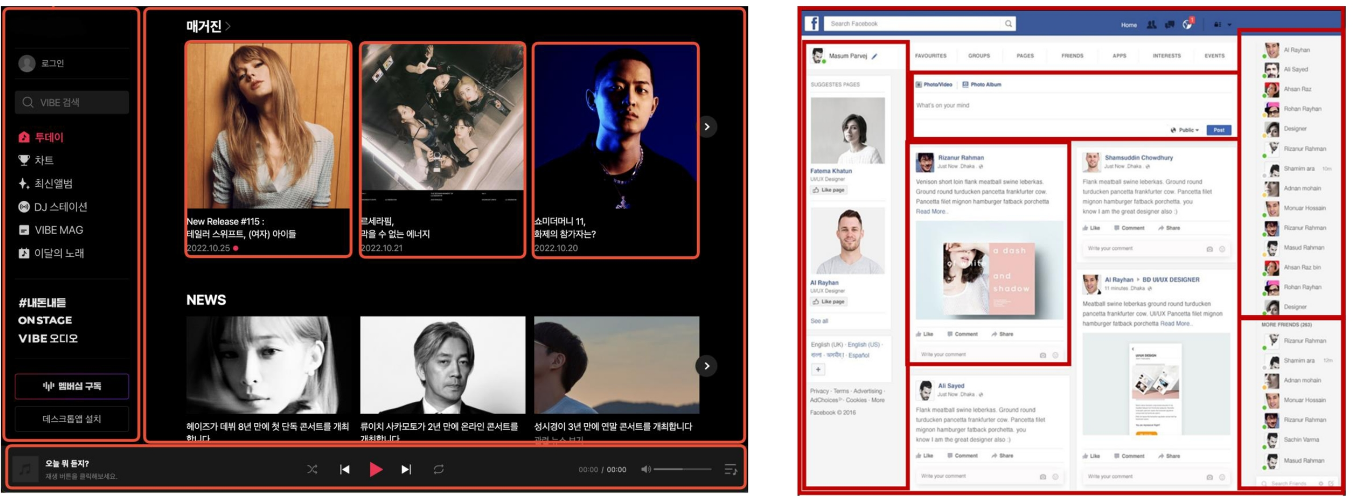 매거진 >
로그인
VIBE 검색
투데이
차트
최신앨범
DJ 스테이션
VIBE MAG
이달의 노래
#내돈내듣
ON STAGE
VIBE 오디오
멤버십 구독
데스크톱앱 설치
New Release #115 :
테일러 스위프트, (여자) 아이들
2022.10.25
르세라핌,
막을 수 없는 에너지
2022.10.21
쇼미더머니 11,
화제의 참가자는?
2022.10.20
NEWS
헤이즈가 데뷔 8년 만에 첫 단독 콘서트를 개최
합니다.
류이치 사카모토가 2년 만에 온라인 콘서트를
개최합니다.
성시경이 3년 만에 연말 콘서트를 개최합니다
관련 뉴스 보기
오늘 뭐 듣지?
재생 버튼을 클릭해보세요.
00:00 / 00:00
f
Search Facebook
Home
Masum Parvej
FAVOURITES GROUPS PAGES FRIENDS APPS INTERESTS EVENTS
SUGGESTES PAGES
Fatema Khatun
UI/UX Designer
Like page
Al Rayhan
UI/UX Designer
Like page
See all
English (UK) · English (US) ·
Español
+
Privacy · Terms · Advertising ·
AdChoices · Cookies · More
Facebook © 2016
Photo/Video Photo Album
What's on your mind
Public Post
Rizanur Rahman
Just Now Dhaka
Venison short loin flank meatball swine leberkas.
Ground round turducken pancetta frankfurter cow.
Pancetta filet mignon hamburger fatback porchetta
Read More..
a dash
of white
and
shadow
Like Comment Share
Write your comment
Ali Sayed
Just Now Dhaka
Flank meatball swine leberkas. Ground round
turducken pancetta frankfurter cow. Pancetta filet
mignon hamburger fatback porchetta. you
know I am the great designer also :)
Like Comment Share
Write your comment
Shamsuddin Chowdhury
Just Now Dhaka
Flank meatball swine leberkas. Ground round
turducken pancetta frankfurter cow. Pancetta filet
mignon hamburger fatback porchetta. you
know I am the great designer also :)
Like Comment Share
Write your comment
Al Rayhan BD UI/UX DESIGNER
11 minutes Dhaka
Meatball swine leberkas ground round turducken
pancetta frankfurter cow. UI/UX Pancetta filet mignon
hamburger fatback porchetta Read More..
Like Comment Share
Write your comment
Al Rayhan
Ali Sayed
Ahsan Raz
Rohan Rayhan
Designer
Rizanur Rahman
Shamim ara
Adnan mohain
Monuar Hossain
Rizanur Rahman
Masud Rahman
Ahsan Raz bin
Rohan Rayhan
Designer
MORE FRIENDS (263)
Rizanur Rahman
Shamim ara
Adnan mohain
Monuar Hossain
Rizanur Rahman
Sachin Varma
Masud Rahman
Search Friends